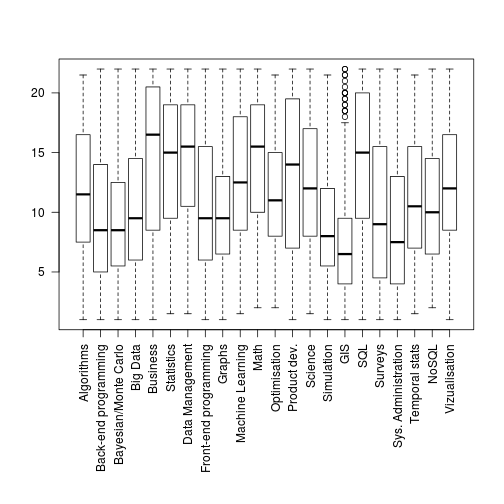 20
15
10
5
Algorithms
Back-end programming
Bayesian/Monte Carlo
Big Data
Business
Statistics
Data Management
Front-end programming
Graphs
Machine Learning
Math
Optimisation
Product dev.
Science
Simulation
GIS
SQL
Surveys
Sys. Administration
Temporal stats
NoSQL
Vizualisation